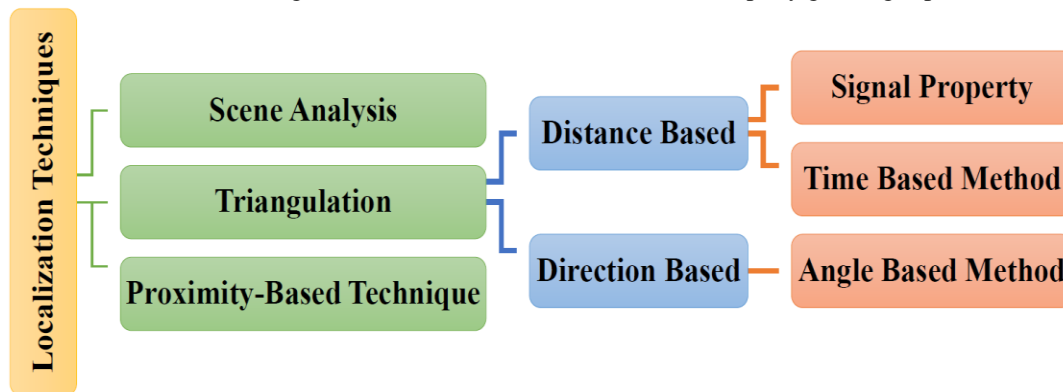 Localization Techniques
Scene Analysis
Triangulation
Proximity-Based Technique
Distance Based
Direction Based
Signal Property
Time Based Method
Angle Based Method